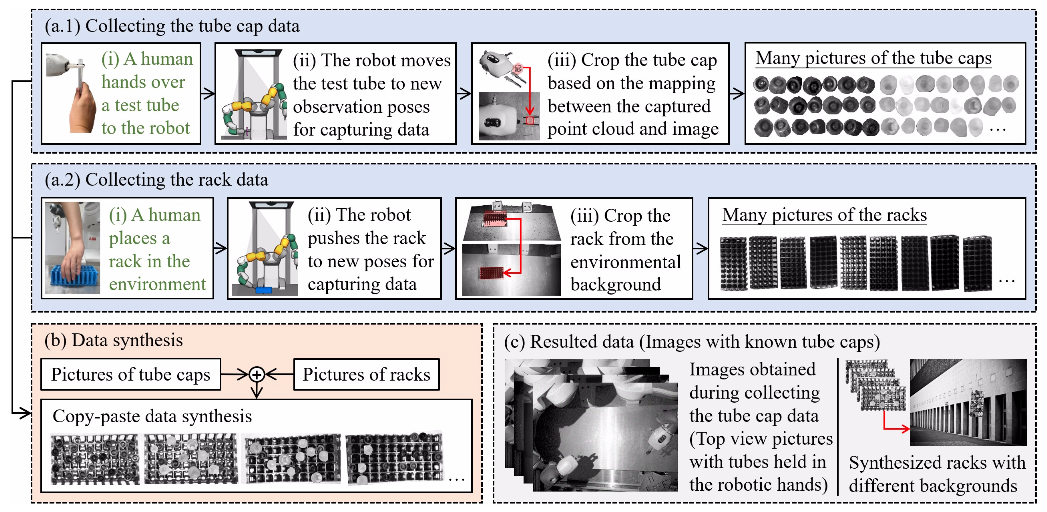 (a.1) Collecting the tube cap data
(i) A human
hands over
a test tube
to the robot
(ii) The robot moves
the test tube to new
observation poses
for capturing data
(iii) Crop the tube cap
based on the mapping
between the captured
point cloud and image
Many pictures of the tube caps
...
(a.2) Collecting the rack data
(i) A human
places a
rack in the
environment
(ii) The robot
pushes the rack
to new poses for
capturing data
(iii) Crop the
rack from the
environmental
background
Many pictures of the racks
...
(b) Data synthesis
Pictures of tube caps
Pictures of racks
Copy-paste data synthesis
...
(c) Resulted data (Images with known tube caps)
Images obtained
during collecting
the tube cap data
(Top view pictures
with tubes held in
the robotic hands)
Synthesized racks with
different backgrounds